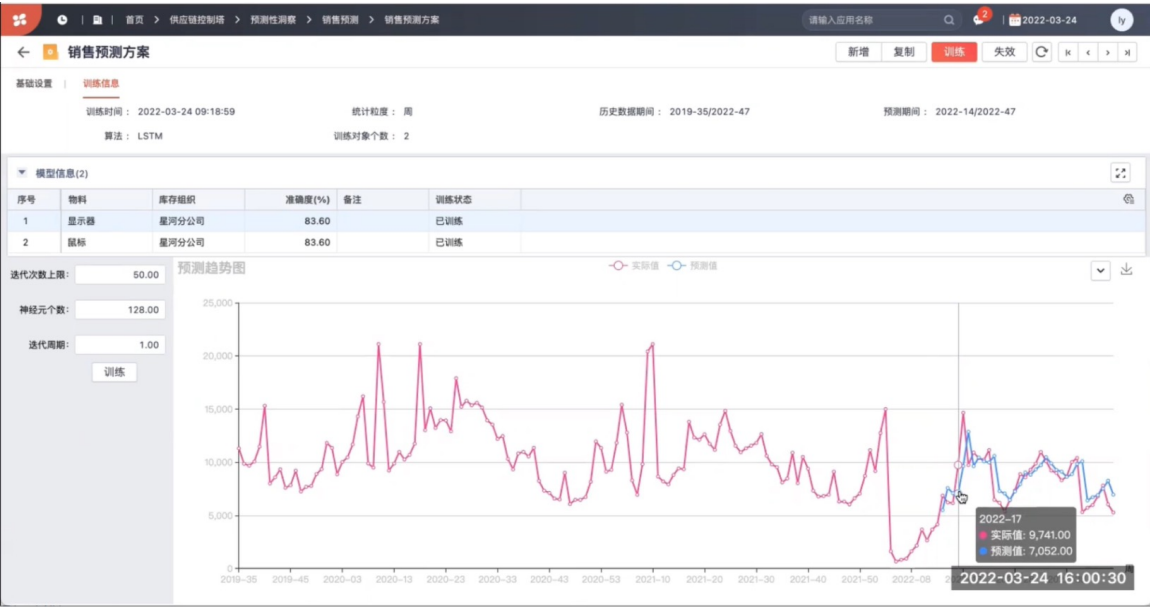 首页 > 供应链控制塔 > 预测性洞察 > 销售预测 > 销售预测方案 请输入应用名称 2 2022-03-24 ly
销售预测方案 新增 复制 训练 失效
基础设置 训练信息
训练时间： 2022-03-24 09:18:59 统计粒度： 周 历史数据期间： 2019-35/2022-47 预测期间： 2022-14/2022-47
算法： LSTM 训练对象个数： 2
模型信息(2)
序号 物料 库存组织 准确度(%) 备注 训练状态
1 显示器 星河分公司 83.60 已训练
2 鼠标 星河分公司 83.60 已训练
迭代次数上限: 50.00
神经元个数: 128.00
迭代周期: 1.00
训练
预测趋势图 实际值 预测值
25,000
20,000
15,000
10,000
5,000
0
2019-35 2019-45 2020-03 2020-13 2020-23 2020-33 2020-43 2020-53 2021-10 2021-20 2021-30 2021-40 2021-50 2022-08
2022-17
实际值: 9,741.00
预测值: 7,052.00
2022-03-24 16:00:30